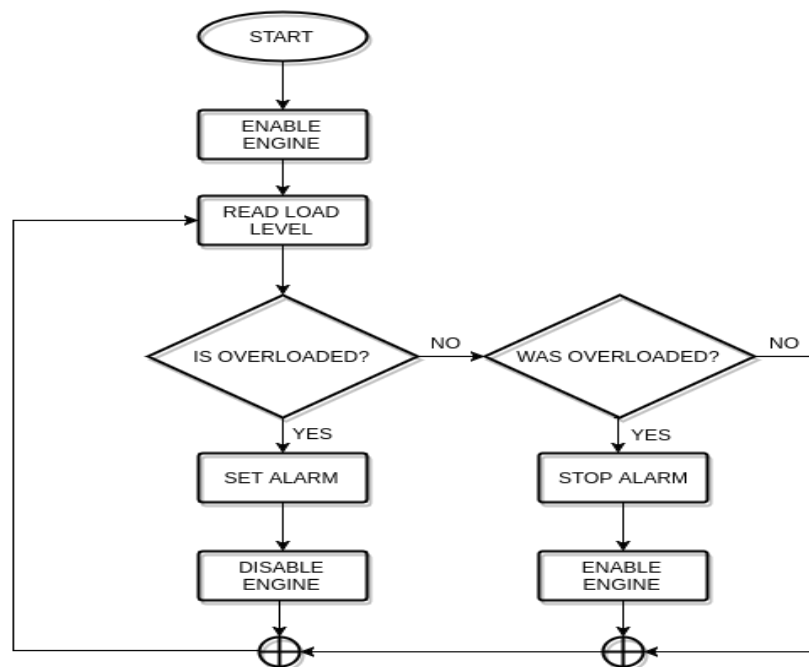 START
ENABLE
ENGINE
READ LOAD
LEVEL
IS OVERLOADED?
NO
WAS OVERLOADED?
NO
YES
YES
SET ALARM
STOP ALARM
DISABLE
ENGINE
ENABLE
ENGINE